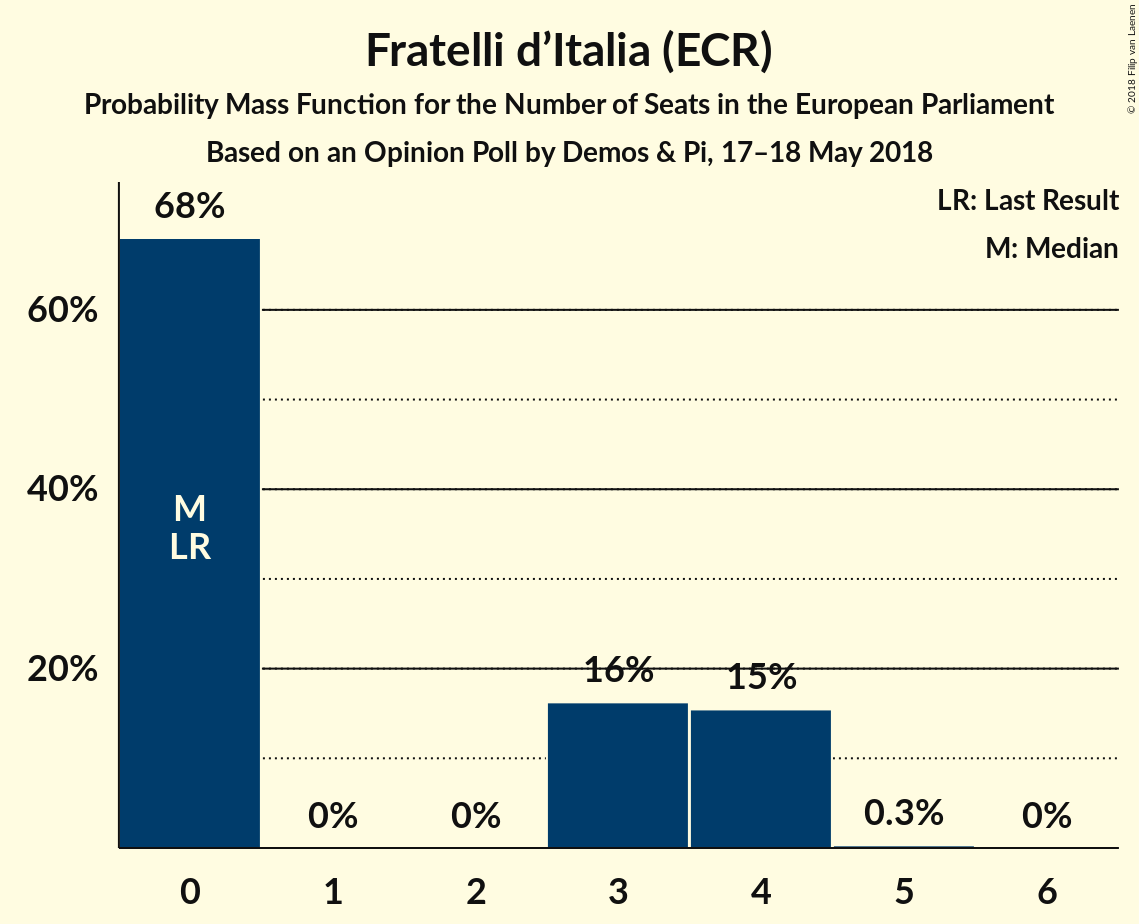 Fratelli d’Italia (ECR)
Probability Mass Function for the Number of Seats in the European Parliament
Based on an Opinion Poll by Demos & Pi, 17–18 May 2018
© 2018 Filip van Laenen
LR: Last Result
M: Median
68%
60%
40%
M
LR
20%
16%
15%
0%
0%
0.3%
0%
0
1
2
3
4
5
6